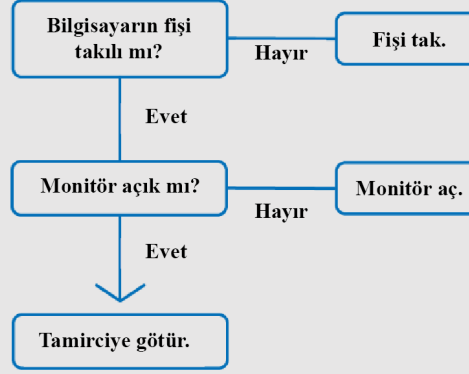 Bilgisayarın fişi
takılı mı?
Hayır
Fişi tak.
Evet
Monitör açık mı?
Hayır
Monitör aç.
Evet
Tamirciye götür.